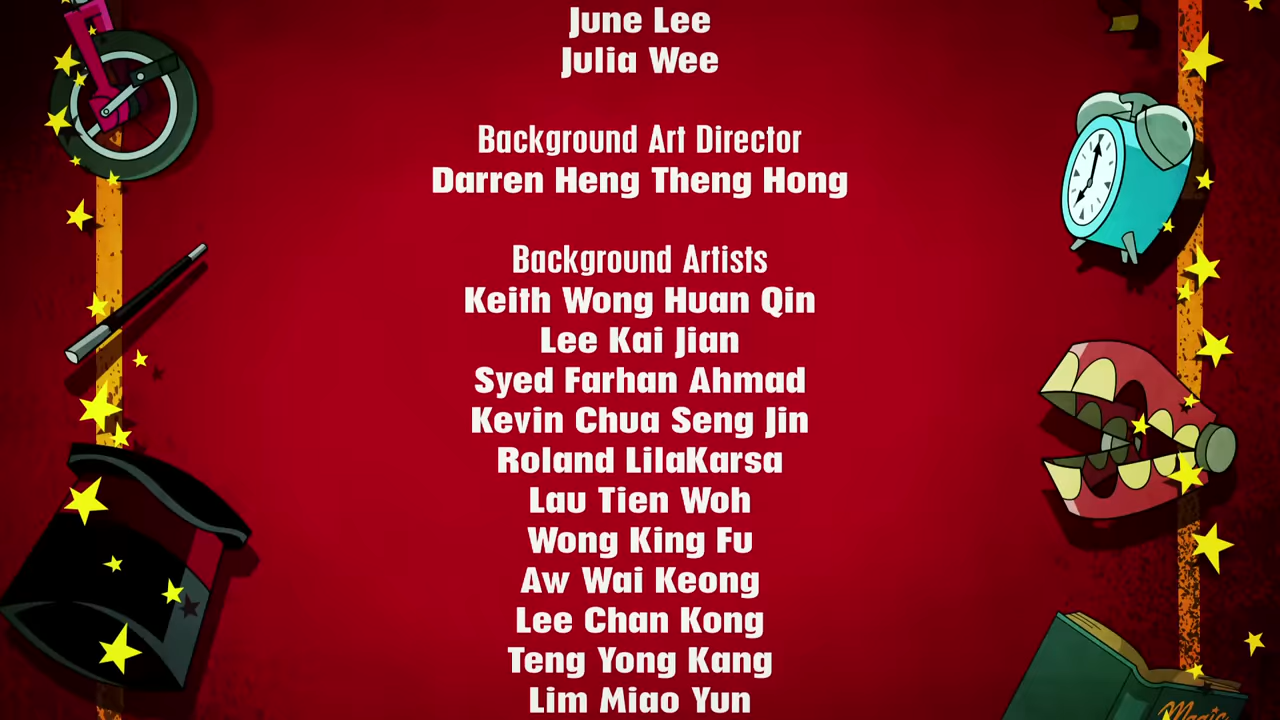 June Lee
Julia Wee
Background Art Director
Darren Heng Theng Hong
Background Artists
Keith Wong Huan Qin
Lee Kai Jian
Syed Farhan Ahmad
Kevin Chua Seng Jin
Roland LilaKarsa
Lau Tien Woh
Wong King Fu
Aw Wai Keong
Lee Chan Kong
Teng Yong Kang
Lim Miao Yun
Magic